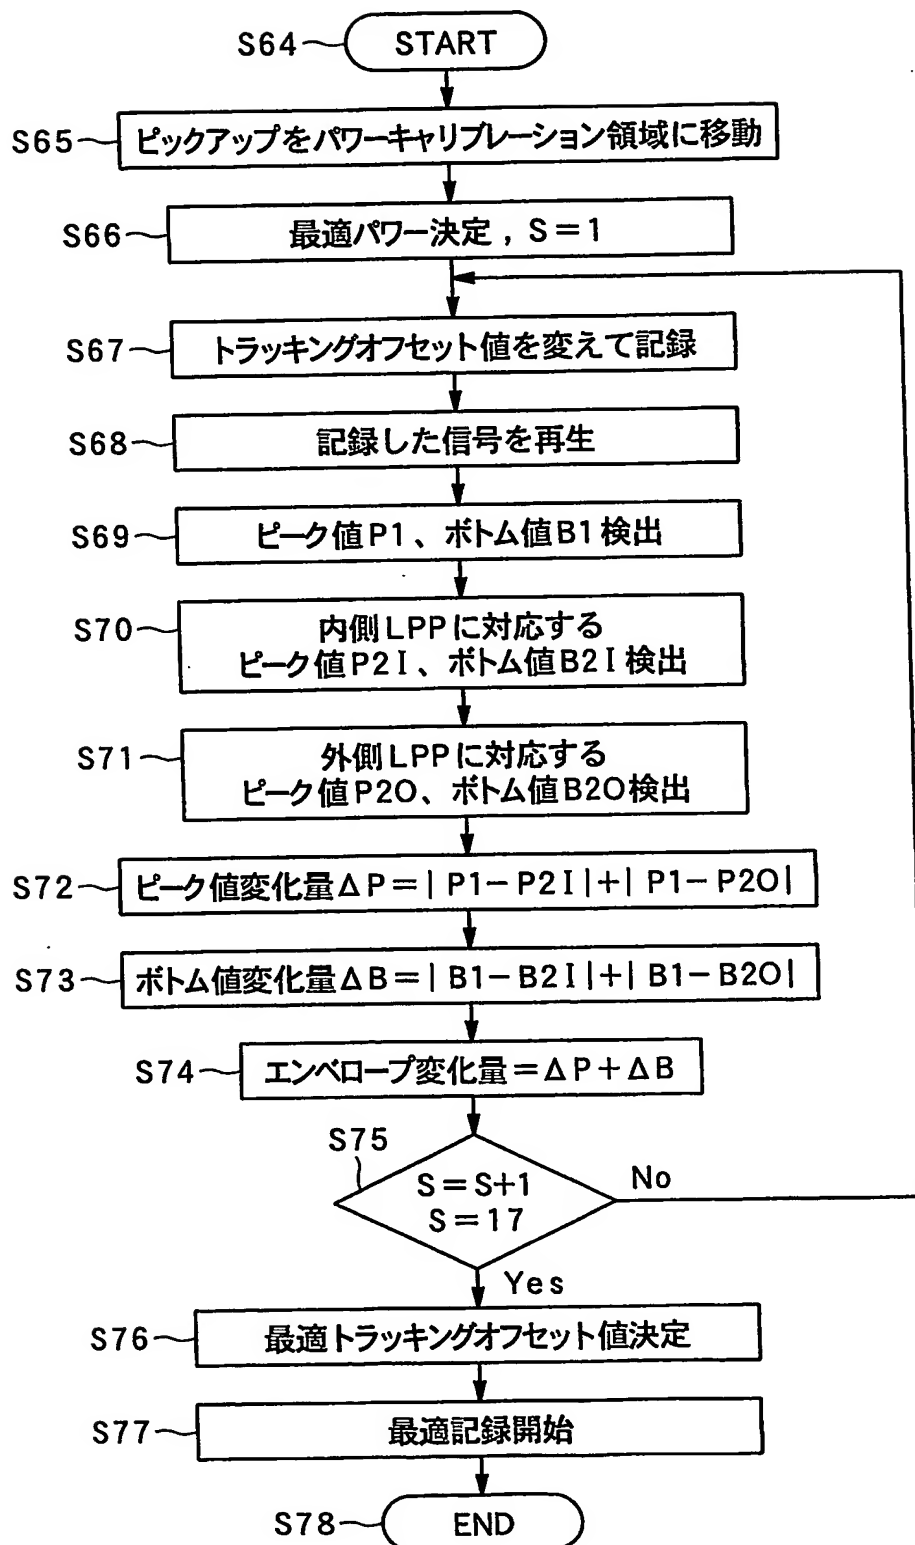 S64 START
S65 ピックアップをパワーキャリブレーション領域に移動
S66 最適パワー決定 , S=1
S67 トラッキングオフセット値を変えて記録
S68 記録した信号を再生
S69 ピーク値P1、ボトム値B1検出
S70 内側LPPに対応する
ピーク値P2I、ボトム値B2I検出
S71 外側LPPに対応する
ピーク値P2O、ボトム値B2O検出
S72 ピーク値変化量ΔP=|P1-P2I|+|P1-P2O|
S73 ボトム値変化量ΔB=|B1-B2I|+|B1-B2O|
S74 エンベロープ変化量=ΔP+ΔB
S75
S=S+1 No
S=17
Yes
S76 最適トラッキングオフセット値決定
S77 最適記録開始
S78 END